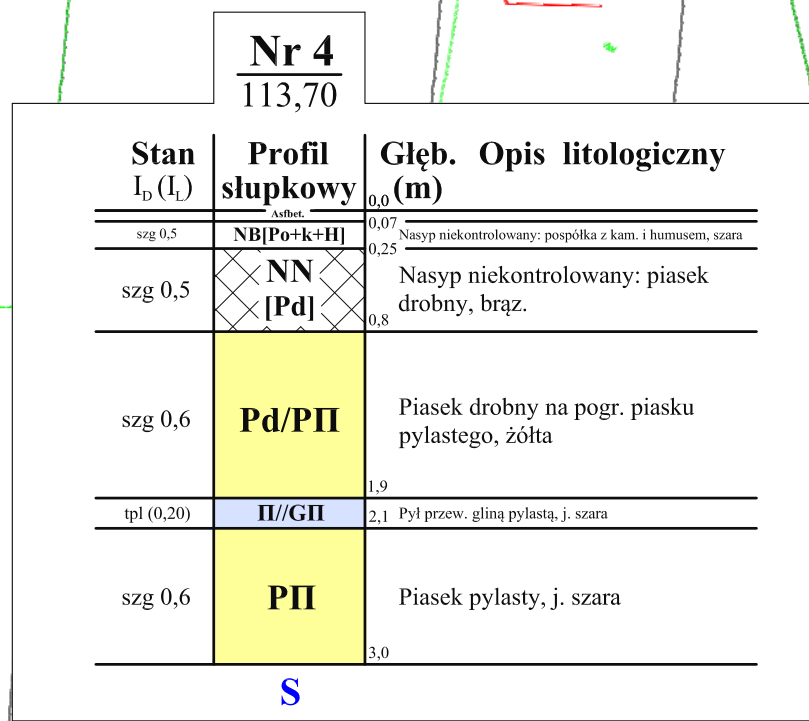 Nr 4
113,70
Stan Profil Głęb. Opis litologiczny
I_D (I_L) słupkowy 0,0 (m)
Asfbet.
0,07
szg 0,5 NB[Po+k+H] Nasyp niekontrolowany: pospółka z kam. i humusem, szara
0,25
szg 0,5 NN Nasyp niekontrolowany: piasek
[Pd] drobny, brąz.
0,8
szg 0,6 Pd/PΠ Piasek drobny na pogr. piasku
pylastego, żółta
1,9
tpl (0,20) Π//GΠ 2,1 Pył przew. gliną pylastą, j. szara
szg 0,6 PΠ Piasek pylasty, j. szara
3,0
S